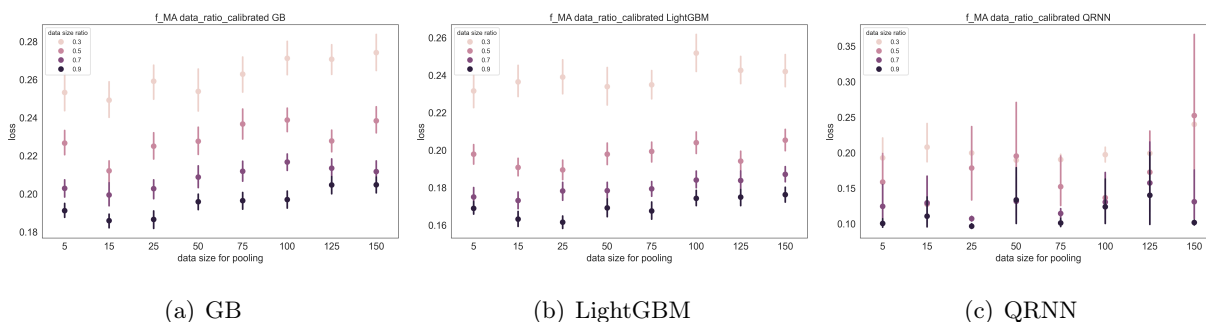 f_MA data_ratio_calibrated GB
data size ratio
0.3
0.5
0.7
0.9
loss
0.28
0.26
0.24
0.22
0.20
0.18
5 15 25 50 75 100 125 150
data size for pooling
(a) GB
f_MA data_ratio_calibrated LightGBM
data size ratio
0.3
0.5
0.7
0.9
loss
0.26
0.24
0.22
0.20
0.18
0.16
5 15 25 50 75 100 125 150
data size for pooling
(b) LightGBM
f_MA data_ratio_calibrated QRNN
data size ratio
0.3
0.5
0.7
0.9
loss
0.35
0.30
0.25
0.20
0.15
0.10
5 15 25 50 75 100 125 150
data size for pooling
(c) QRNN